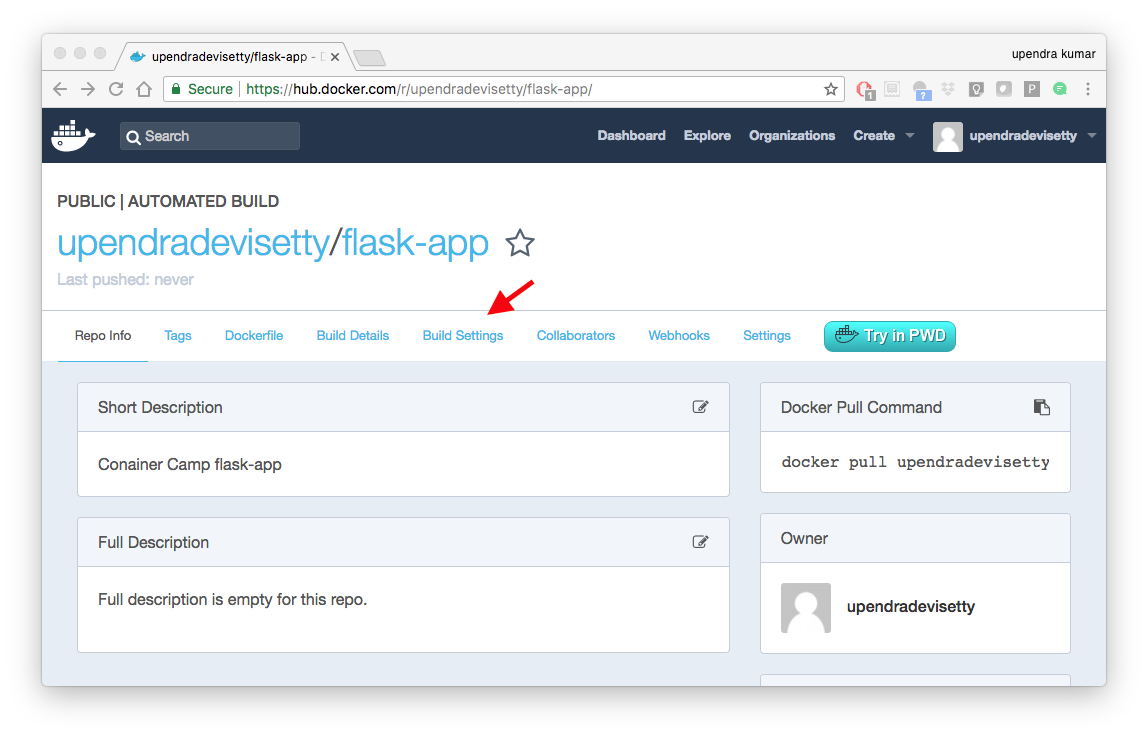 upendradevisetty/flask-app -
upendra kumar
Secure https://hub.docker.com/r/upendradevisetty/flask-app/
1
?
P
Search
Dashboard Explore Organizations Create upendradevisetty
PUBLIC | AUTOMATED BUILD
upendradevisetty/flask-app
Last pushed: never
Repo Info Tags Dockerfile Build Details Build Settings Collaborators Webhooks Settings Try in PWD
Short Description
Docker Pull Command
Conainer Camp flask-app
docker pull upendradevisetty
Full Description
Owner
Full description is empty for this repo.
upendradevisetty